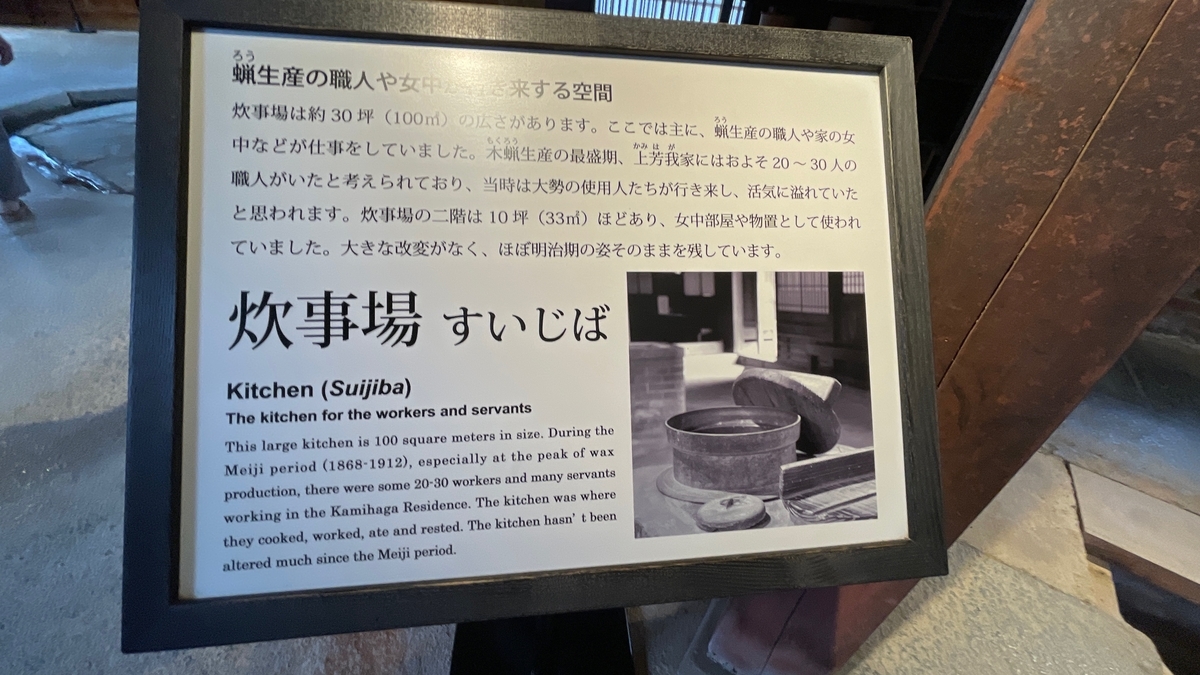 ろう
蝋生産の職人や女中が行き来する空間
炊事場は約30坪（100㎡）の広さがあります。ここでは主に、蝋生産の職人や家の女
中などが仕事をしていました。木蝋生産の最盛期、上芳我家にはおよそ20～30人の
職人がいたと考えられており、当時は大勢の使用人たちが行き来し、活気に溢れていた
と思われます。炊事場の二階は10坪（33㎡）ほどあり、女中部屋や物置として使われ
ていました。大きな改変がなく、ほぼ明治期の姿そのままを残しています。
炊事場 すいじば
Kitchen (Suijiba)
The kitchen for the workers and servants
This large kitchen is 100 square meters in size. During the
Meiji period (1868-1912), especially at the peak of wax
production, there were some 20-30 workers and many servants
working in the Kamihaga Residence. The kitchen was where
they cooked, worked, ate and rested. The kitchen hasn’t been
altered much since the Meiji period.